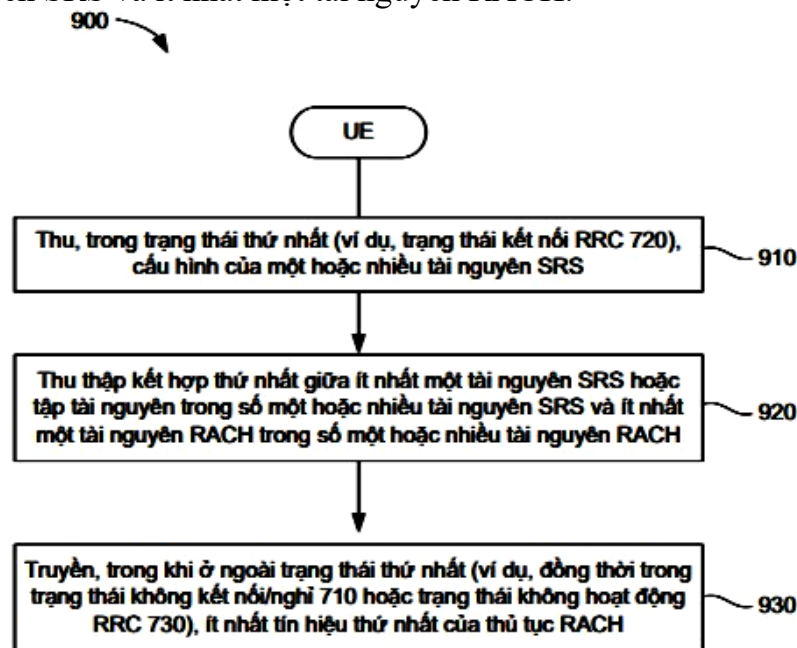 900
UE
Thu, trong trạng thái thứ nhất (ví dụ, trạng thái kết nối RRC 720),
cấu hình của một hoặc nhiều tài nguyên SRS
910
Thu thập kết hợp thứ nhất giữa ít nhất một tài nguyên SRS hoặc
tập tài nguyên trong số một hoặc nhiều tài nguyên SRS và ít nhất
một tài nguyên RACH trong số một hoặc nhiều tài nguyên RACH
920
Truyền, trong khi ở ngoài trạng thái thứ nhất (ví dụ, đồng thời trong
trạng thái không kết nối/nghỉ 710 hoặc trạng thái không hoạt động
RRC 730), ít nhất tín hiệu thứ nhất của thủ tục RACH
930